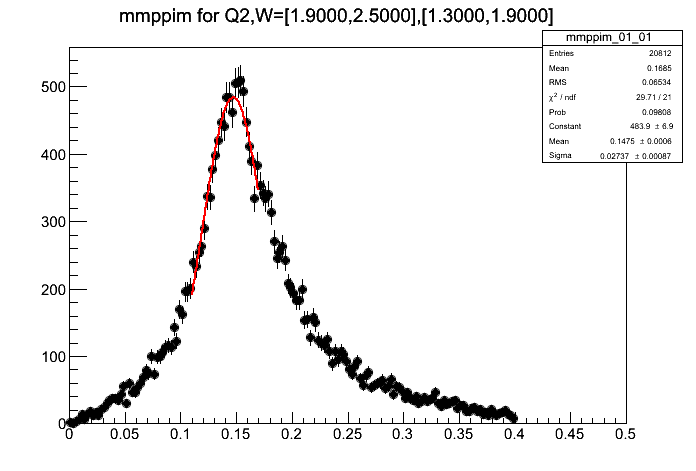 mmppim for Q2,W=[1.9000,2.5000],[1.3000,1.9000]
mmppim_01_01
Entries 20812
Mean 0.1685
RMS 0.06534
χ² / ndf 29.71 / 21
Prob 0.09808
Constant 483.9 ± 6.9
Mean 0.1475 ± 0.0006
Sigma 0.02737 ± 0.00087
500
400
300
200
100
0
0 0.05 0.1 0.15 0.2 0.25 0.3 0.35 0.4 0.45 0.5